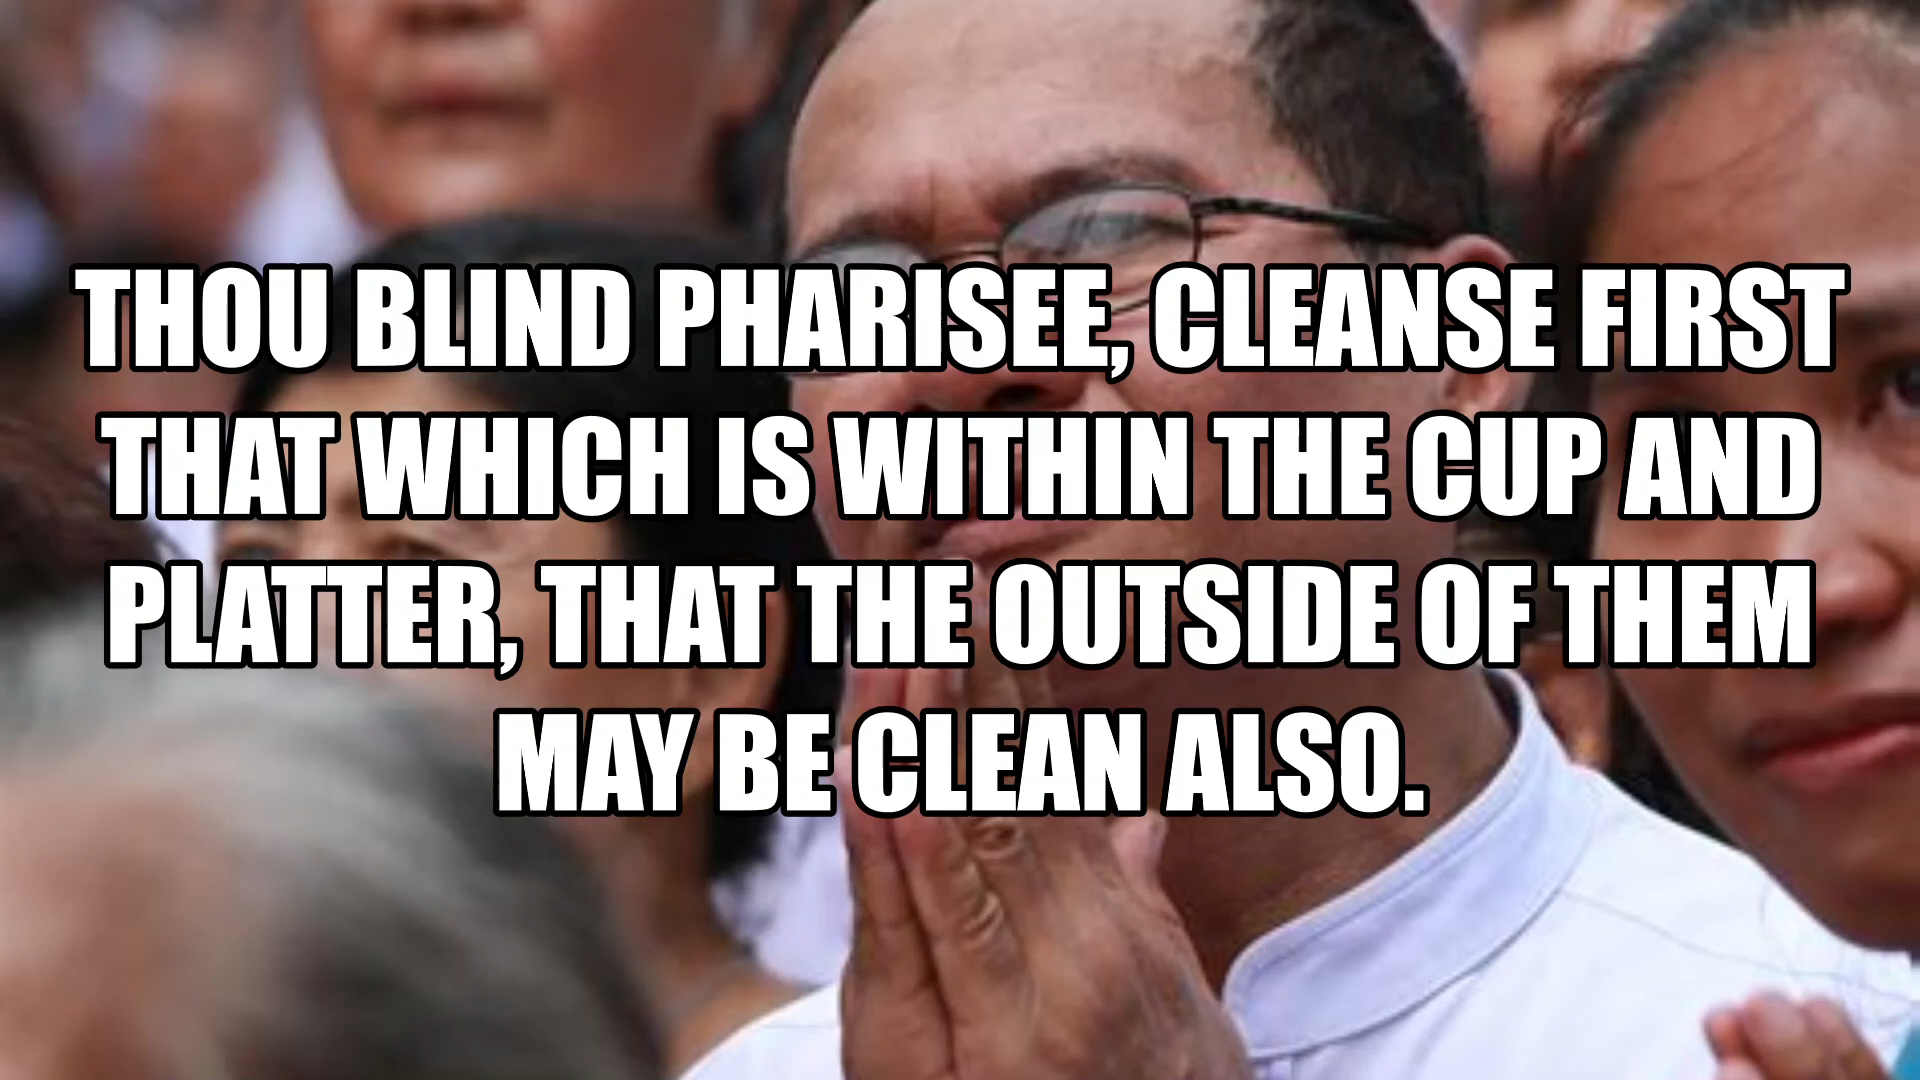 THOU BLIND PHARISEE, CLEANSE FIRST
THAT WHICH IS WITHIN THE CUP AND
PLATTER, THAT THE OUTSIDE OF THEM
MAY BE CLEAN ALSO.